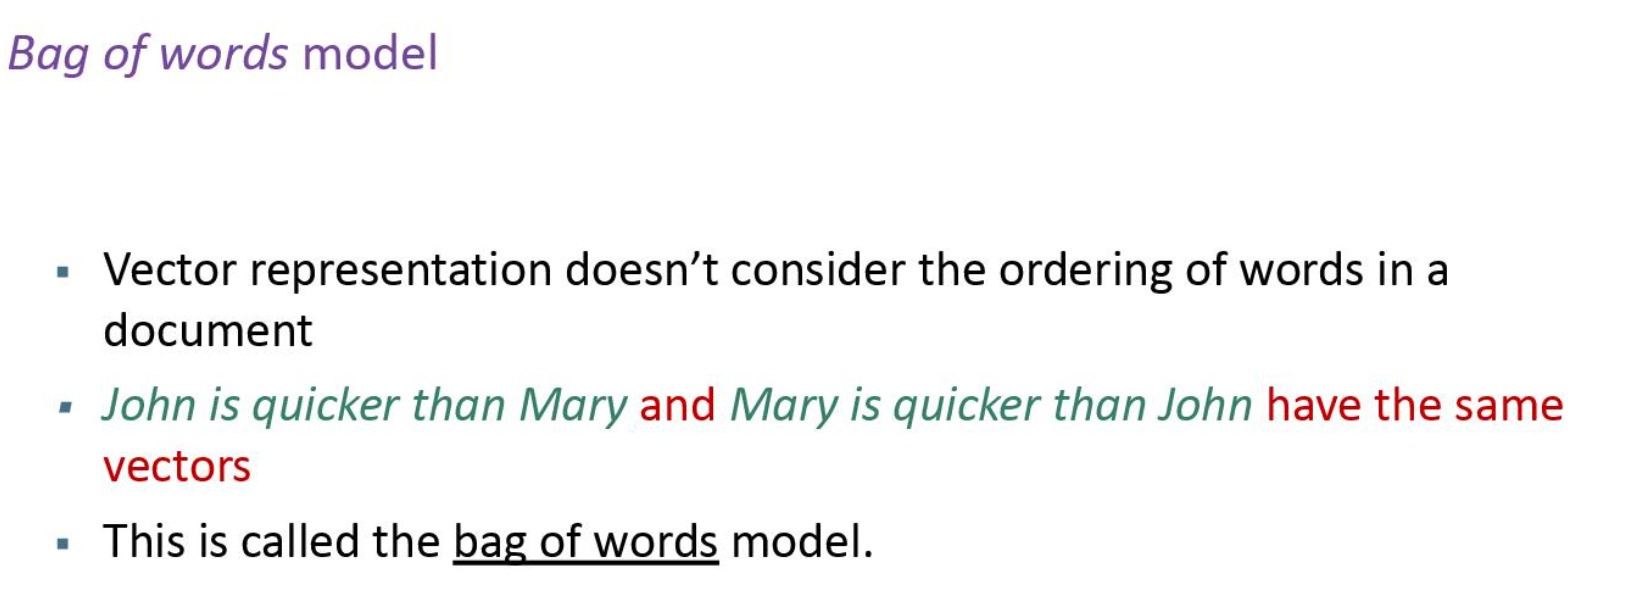 Bag of words model
▪ Vector representation doesn’t consider the ordering of words in a
document
▪ John is quicker than Mary and Mary is quicker than John have the same
vectors
▪ This is called the bag of words model.